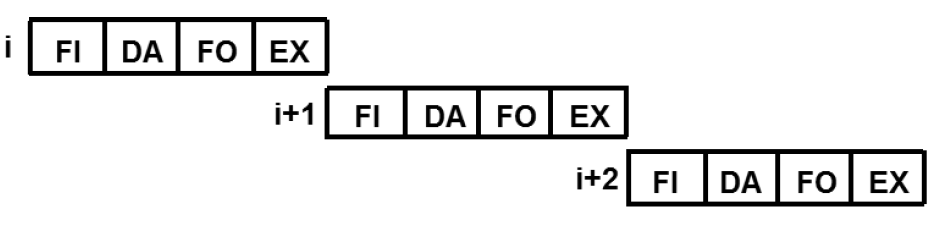 i FI DA FO EX
i+1 FI DA FO EX
i+2 FI DA FO EX